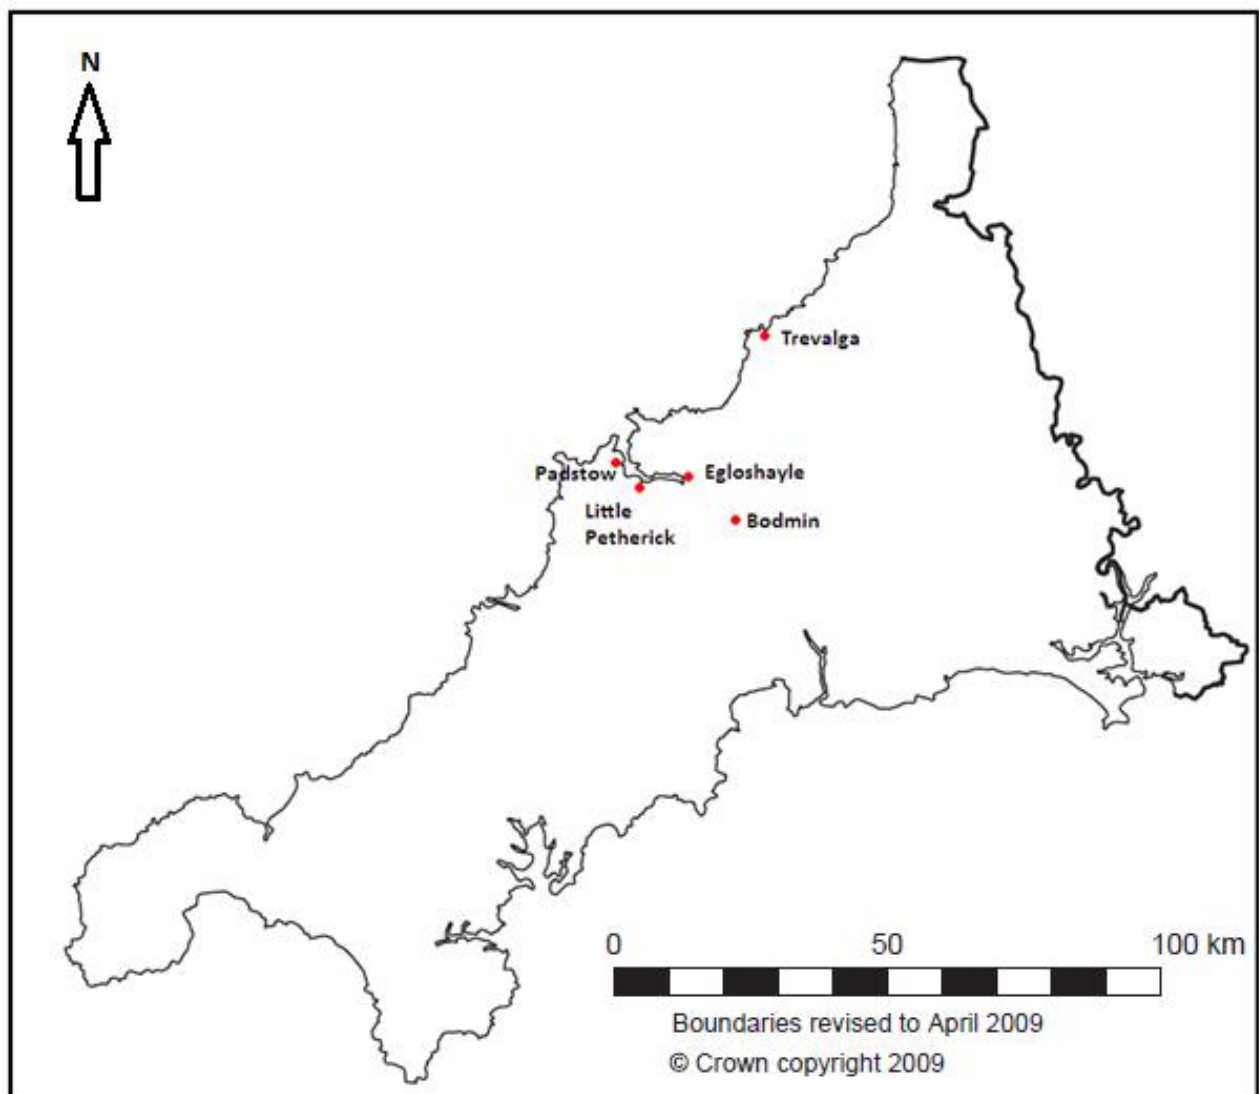 N
Trevalga
Padstow
Egloshayle
Little
Petherick
Bodmin
0 50 100 km
Boundaries revised to April 2009
© Crown copyright 2009